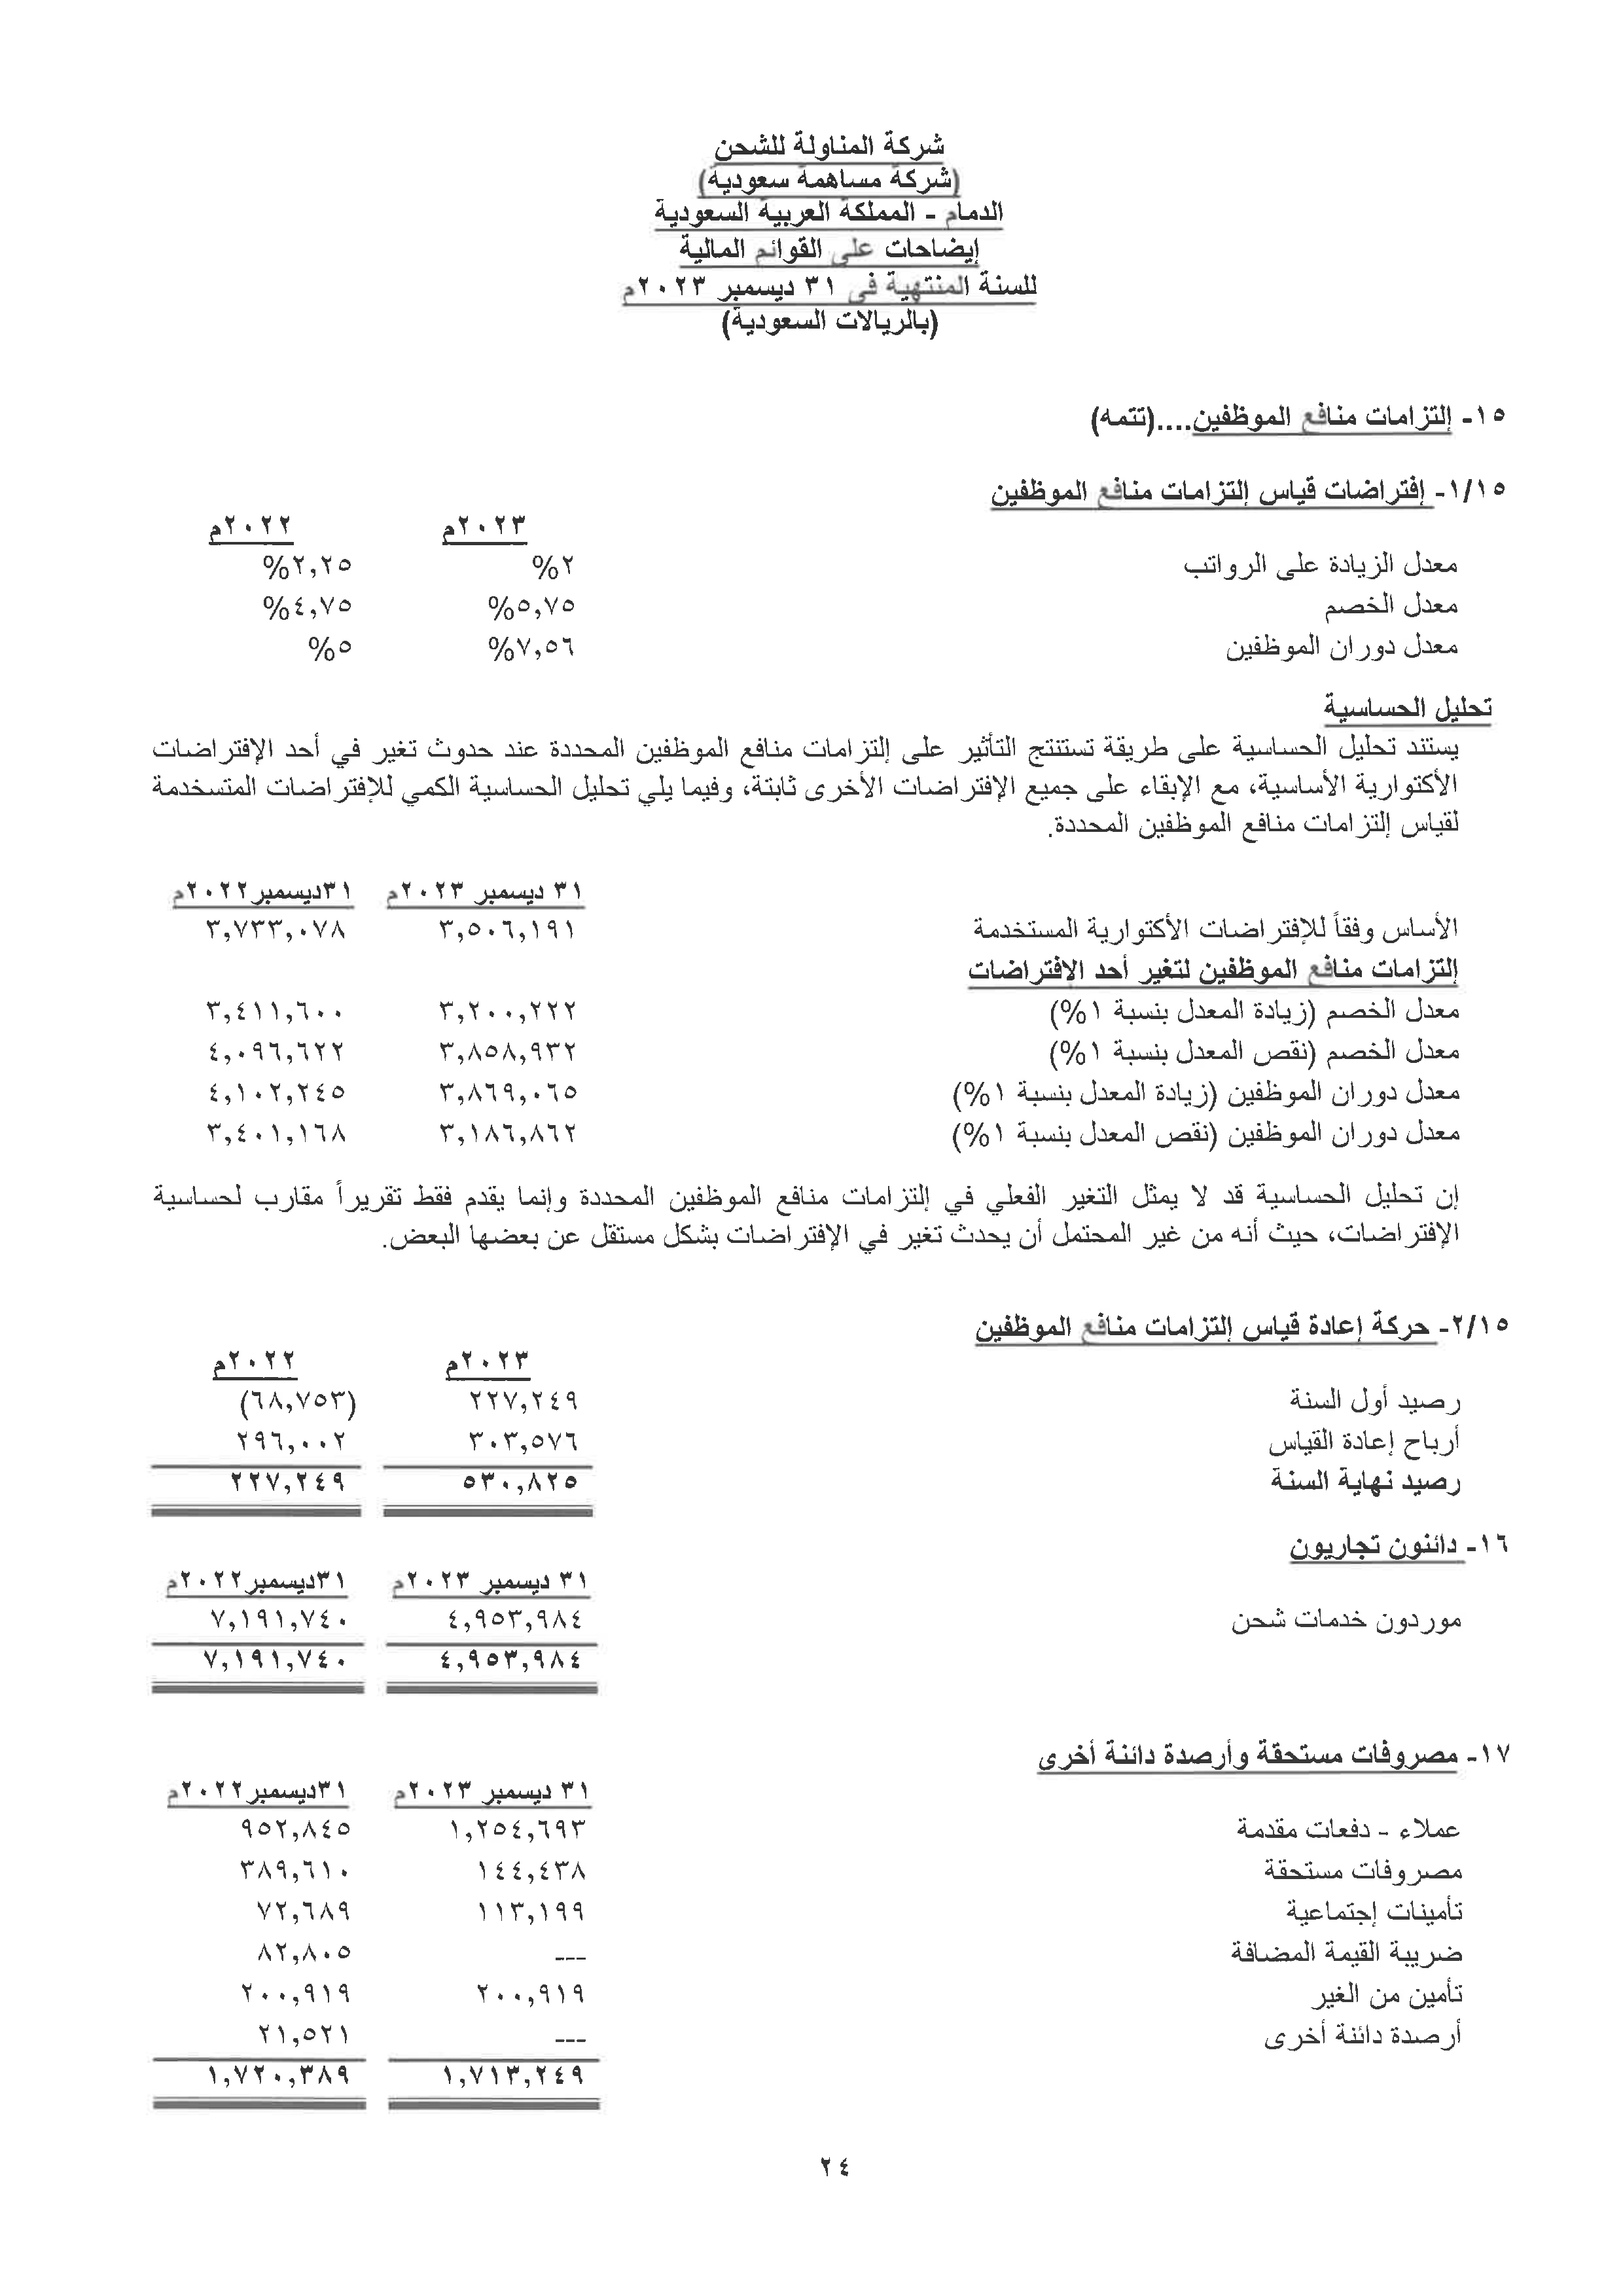 شركة المناولة للشحن
(شركة مساهمة سعودية)
الدمام - المملكة العربية السعودية
إيضاحات على القوائم المالية
للسنة المنتهية في ٣١ ديسمبر ٢٠٢٣م
(بالريالات السعودية)
١٥- إلتزامات منافع الموظفين....(تتمه)
١/١٥- إفتراضات قياس إلتزامات منافع الموظفين
٢٠٢٣م ٢٠٢٢م
معدل الزيادة على الرواتب ٢% ٢,٢٥%
معدل الخصم ٥,٧٥% ٤,٧٥%
معدل دوران الموظفين ٧,٥٦% ٥%
تحليل الحساسية
يستند تحليل الحساسية على طريقة تستنتج التأثير على إلتزامات منافع الموظفين المحددة عند حدوث تغير في أحد الإفتراضات
الأكتوارية الأساسية، مع الإبقاء على جميع الإفتراضات الأخرى ثابتة، وفيما يلي تحليل الحساسية الكمي للإفتراضات المتسخدمة
لقياس إلتزامات منافع الموظفين المحددة.
٣١ ديسمبر ٢٠٢٣م ٣١ديسمبر٢٠٢٢م
الأساس وفقاً للإفتراضات الأكتوارية المستخدمة ٣,٥٠٦,١٩١ ٣,٧٣٣,٠٧٨
إلتزامات منافع الموظفين لتغير أحد الإفتراضات
معدل الخصم (زيادة المعدل بنسبة ١%) ٣,٢٠٠,٢٢٢ ٣,٤١١,٦٠٠
معدل الخصم (نقص المعدل بنسبة ١%) ٣,٨٥٨,٩٣٢ ٤,٠٩٦,٦٢٢
معدل دوران الموظفين (زيادة المعدل بنسبة ١%) ٣,٨٦٩,٠٦٥ ٤,١٠٢,٢٤٥
معدل دوران الموظفين (نقص المعدل بنسبة ١%) ٣,١٨٦,٨٦٢ ٣,٤٠١,١٦٨
إن تحليل الحساسية قد لا يمثل التغير الفعلي في إلتزامات منافع الموظفين المحددة وإنما يقدم فقط تقريراً مقارب لحساسية
الإفتراضات، حيث أنه من غير المحتمل أن يحدث تغير في الإفتراضات بشكل مستقل عن بعضها البعض.
٢/١٥- حركة إعادة قياس إلتزامات منافع الموظفين
٢٠٢٣م ٢٠٢٢م
رصيد أول السنة ٢٢٧,٢٤٩ (٦٨,٧٥٣)
أرباح إعادة القياس ٣٠٣,٥٧٦ ٢٩٦,٠٠٢
رصيد نهاية السنة ٥٣٠,٨٢٥ ٢٢٧,٢٤٩
١٦- دائنون تجاريون
٣١ ديسمبر ٢٠٢٣م ٣١ديسمبر٢٠٢٢م
موردون خدمات شحن ٤,٩٥٣,٩٨٤ ٧,١٩١,٧٤٠
٤,٩٥٣,٩٨٤ ٧,١٩١,٧٤٠
١٧- مصروفات مستحقة وأرصدة دائنة أخرى
٣١ ديسمبر ٢٠٢٣م ٣١ديسمبر٢٠٢٢م
عملاء - دفعات مقدمة ١,٢٥٤,٦٩٣ ٩٥٢,٨٤٥
مصروفات مستحقة ١٤٤,٤٣٨ ٣٨٩,٦١٠
تأمينات إجتماعية ١١٣,١٩٩ ٧٢,٦٨٩
ضريبة القيمة المضافة --- ٨٢,٨٠٥
تأمين من الغير ٢٠٠,٩١٩ ٢٠٠,٩١٩
أرصدة دائنة أخرى --- ٢١,٥٢١
١,٧١٣,٢٤٩ ١,٧٢٠,٣٨٩
٢٤